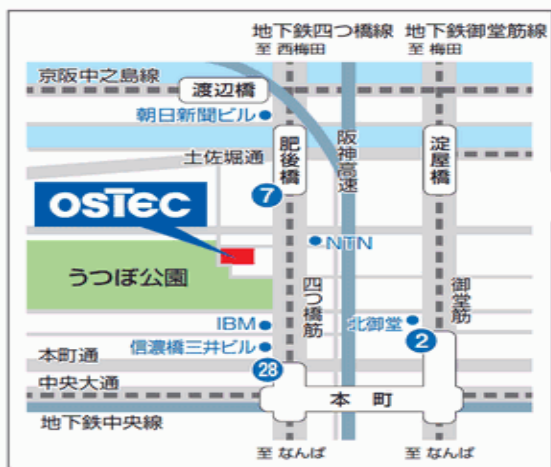 地下鉄四つ橋線
地下鉄御堂筋線
至 西梅田
至 梅田
京阪中之島線
渡辺橋
朝日新聞ビル
土佐堀通
肥後橋
阪神高速
淀屋橋
OSTEC
7
NTN
うつぼ公園
四つ橋筋
御堂筋
IBM
北御堂
2
信濃橋三井ビル
本町通
28
中央大通
本町
地下鉄中央線
至 なんば
至 なんば